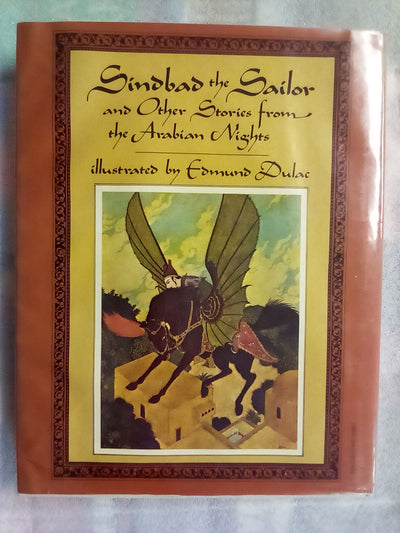 Sindbad the Sailor
and Other Stories from
the Arabian Nights
illustrated by Edmund Dulac